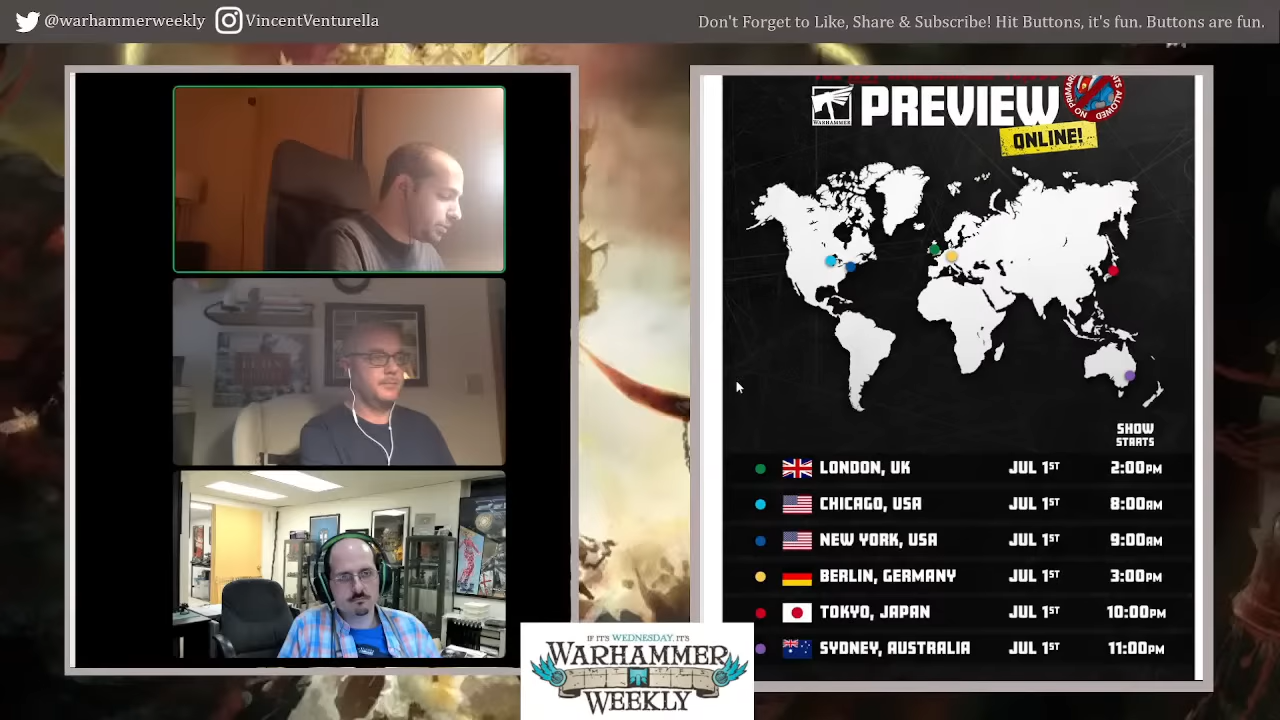 @warhammerweekly
VincentVenturella
Don't Forget to Like, Share & Subscribe! Hit Buttons, it's fun. Buttons are fun.
WARHAMMER
PREVIEW
ONLINE!
SHOW
STARTS
LONDON, UK JUL 1ST 2:00PM
CHICAGO, USA JUL 1ST 8:00AM
NEW YORK, USA JUL 1ST 9:00AM
BERLIN, GERMANY JUL 1ST 3:00PM
TOKYO, JAPAN JUL 1ST 10:00PM
SYDNEY, AUSTRALIA JUL 1ST 11:00PM
IF IT'S WEDNESDAY, IT'S
WARHAMMER
WEEKLY